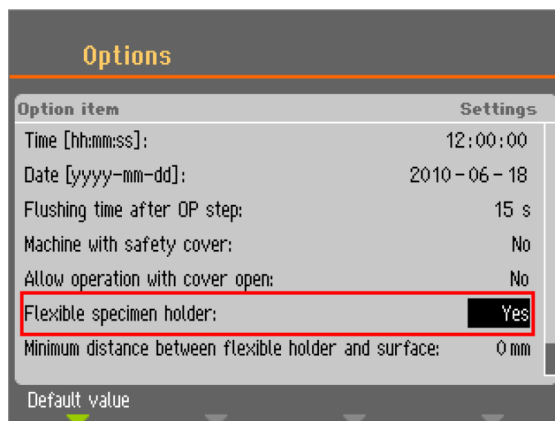 Options
Option item Settings
Time [hh:mm:ss]: 12:00:00
Date [yyyy-mm-dd]: 2010-06-18
Flushing time after OP step: 15 s
Machine with safety cover: No
Allow operation with cover open: No
Flexible specimen holder: Yes
Minimum distance between flexible holder and surface: 0 mm
Default value